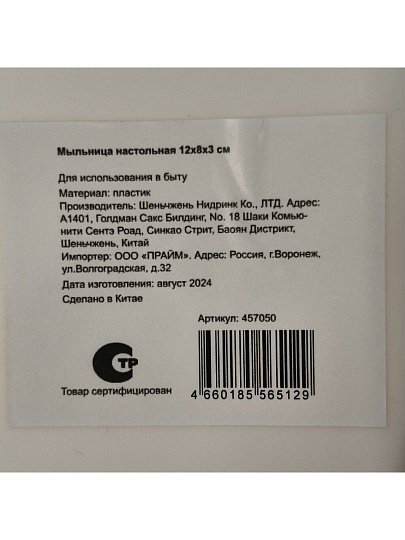 Мыльница настольная 12х8х3 см
Для использования в быту
Материал: пластик
Производитель: Шеньчжень Нидринк Ко., ЛТД. Адрес:
А1401, Голдман Сакс Билдинг, No. 18 Шаки Комью-
нити Сентэ Роад, Синкао Стрит, Баоян Дистрикт,
Шеньчжень, Китай
Импортер: ООО «ПРАЙМ». Адрес: Россия, г.Воронеж,
ул.Волгоградская, д.32
Дата изготовления: август 2024
Сделано в Китае
Артикул: 457050
СТР
Товар сертифицирован
4 660185 565129